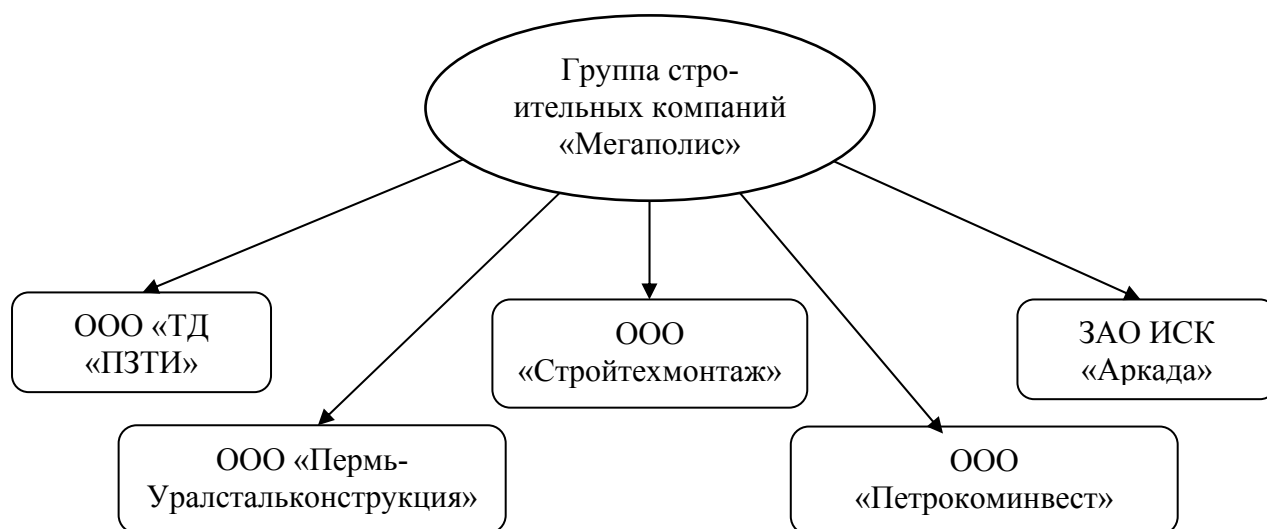 Группа стро-
ительных компаний
«Мегаполис»
ООО «ТД
«ПЗТИ»
ООО
«Стройтехмонтаж»
ЗАО ИСК
«Аркада»
ООО «Пермь-
Уралстальконструкция»
ООО
«Петрокоминвест»